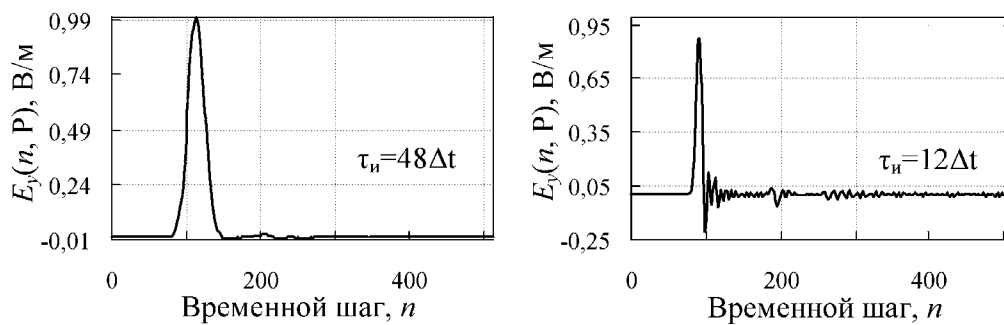 0,99
0,74
0,49
0,24
-0,01
E_y(n, P), В/м
τ_и=48Δt
0 200 400
Временной шаг, n
0,95
0,65
0,35
0,05
-0,25
E_y(n, P), В/м
τ_и=12Δt
0 200 400
Временной шаг, n